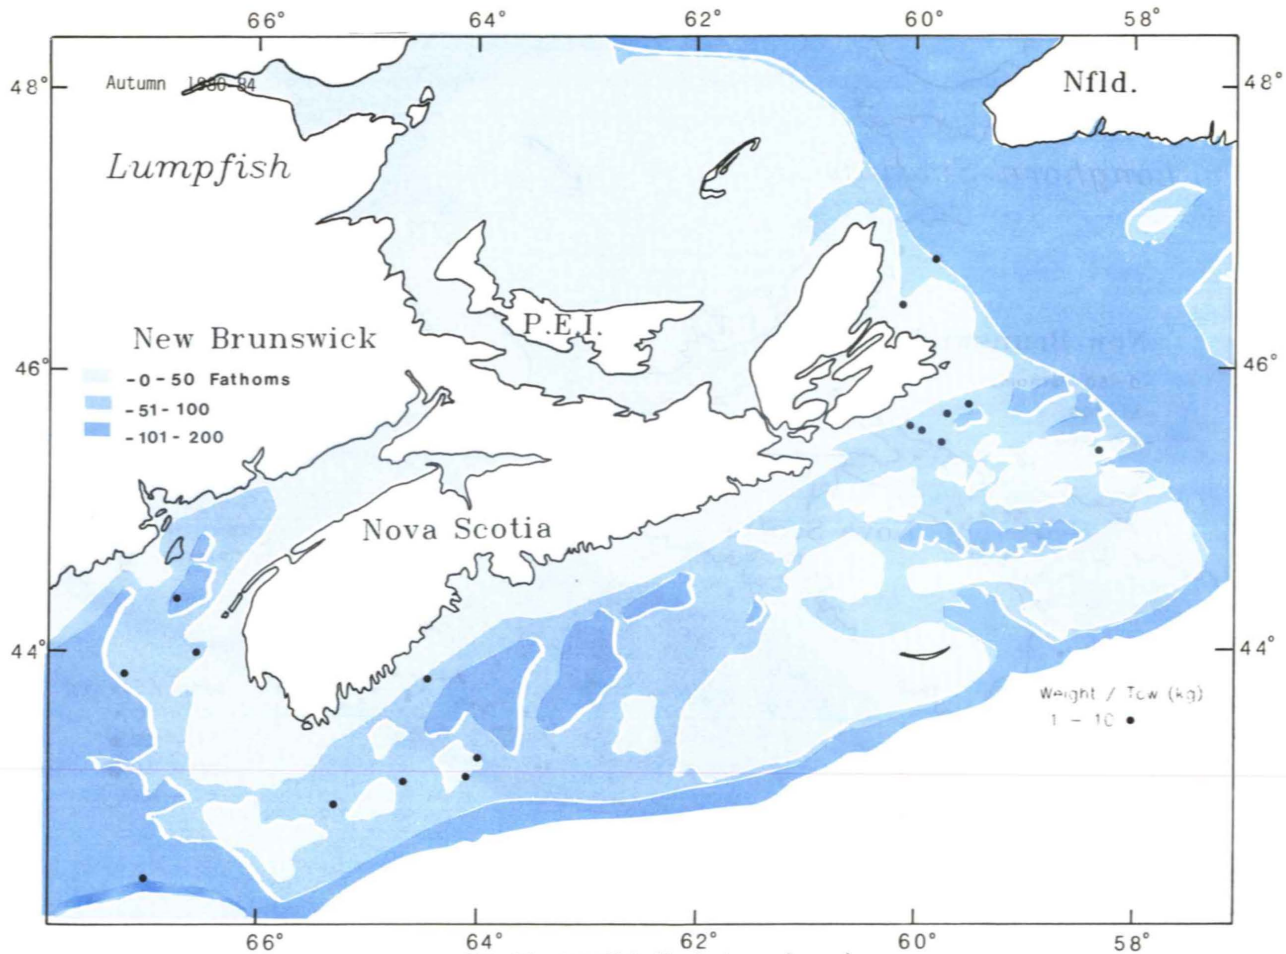 66° 64° 62° 60° 58°
48° 48°
Autumn 1980-84
Nfld.
Lumpfish
P.E.I.
New Brunswick
46° 46°
-0-50 Fathoms
-51-100
-101-200
Nova Scotia
44° 44°
Weight / Tow (kg)
1 - 10
66° 64° 62° 60° 58°